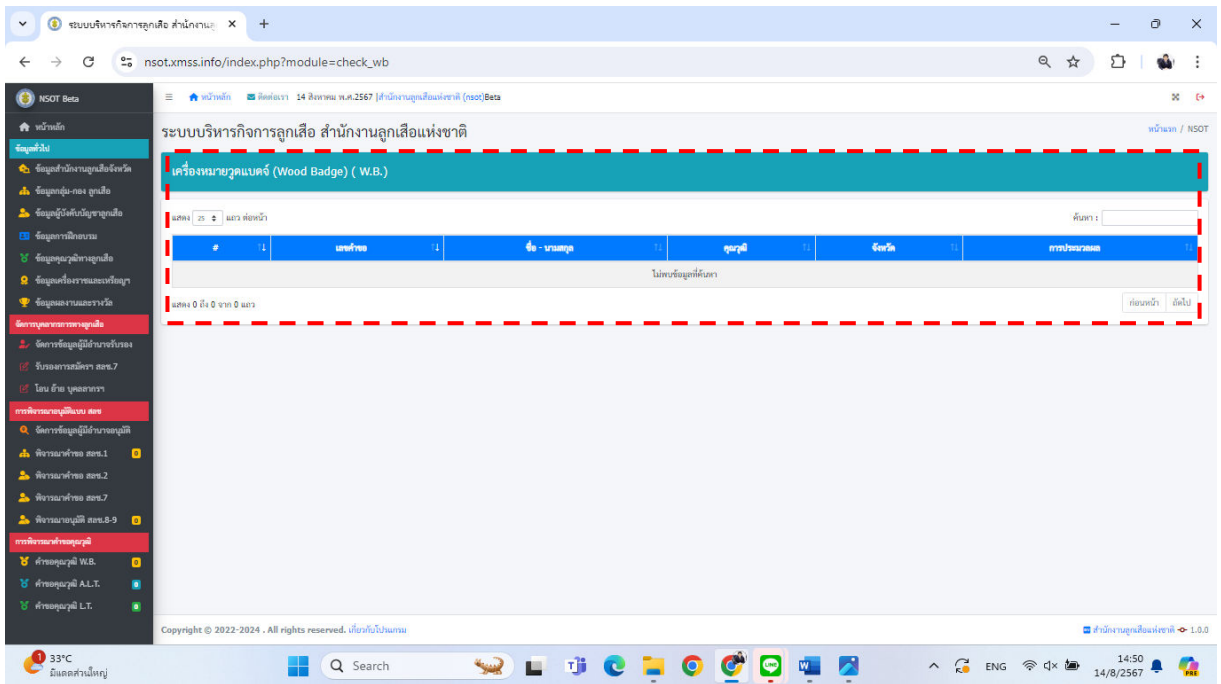 ระบบบริหารกิจการลูกเสือ สำนักงานลู
nsot.xmss.info/index.php?module=check_wb
NSOT Beta
หน้าหลัก
ติดต่อเรา
14 สิงหาคม พ.ศ.2567 |สำนักงานลูกเสือแห่งชาติ (nsot)Beta
หน้าหลัก
ข้อมูลทั่วไป
ข้อมูลสำนักงานลูกเสือจังหวัด
ข้อมูลกลุ่ม-กอง ลูกเสือ
ข้อมูลผู้บังคับบัญชาลูกเสือ
ข้อมูลการฝึกอบรม
ข้อมูลคุณวุฒิทางลูกเสือ
ข้อมูลเครื่องราชและเหรียญฯ
ข้อมูลผลงานและรางวัล
จัดการบุคลากรทางลูกเสือ
จัดการข้อมูลผู้มีอำนาจรับรอง
รับรองการสมัครฯ ลสช.7
โอน ย้าย บุคลลากรฯ
การพิจารณาอนุมัติแบบ ลสช
จัดการข้อมูลผู้มีอำนาจอนุมัติ
พิจารณาคำขอ ลสช.1 0
พิจารณาคำขอ ลสช.2
พิจารณาคำขอ ลสช.7
พิจารณาอนุมัติ ลสช.8-9 0
การพิจารณาคำขอคุณวุฒิ
คำขอคุณวุฒิ W.B. 0
คำขอคุณวุฒิ A.L.T. 0
คำขอคุณวุฒิ L.T. 0
ระบบบริหารกิจการลูกเสือ สำนักงานลูกเสือแห่งชาติ
หน้าแรก / NSOT
เครื่องหมายวูดแบดจ์ (Wood Badge) ( W.B.)
แสดง 25 แถว ต่อหน้า
ค้นหา :
# เลขคำขอ ชื่อ - นามสกุล คุณวุฒิ จังหวัด การประมวลผล
ไม่พบข้อมูลที่ค้นหา
แสดง 0 ถึง 0 จาก 0 แถว
ก่อนหน้า ถัดไป
Copyright © 2022-2024 . All rights reserved. เกี่ยวกับโปรแกรม
สำนักงานลูกเสือแห่งชาติ 1.0.0
1
33°C
มีแดดส่วนใหญ่
Search
ENG
14:50
14/8/2567
PRE